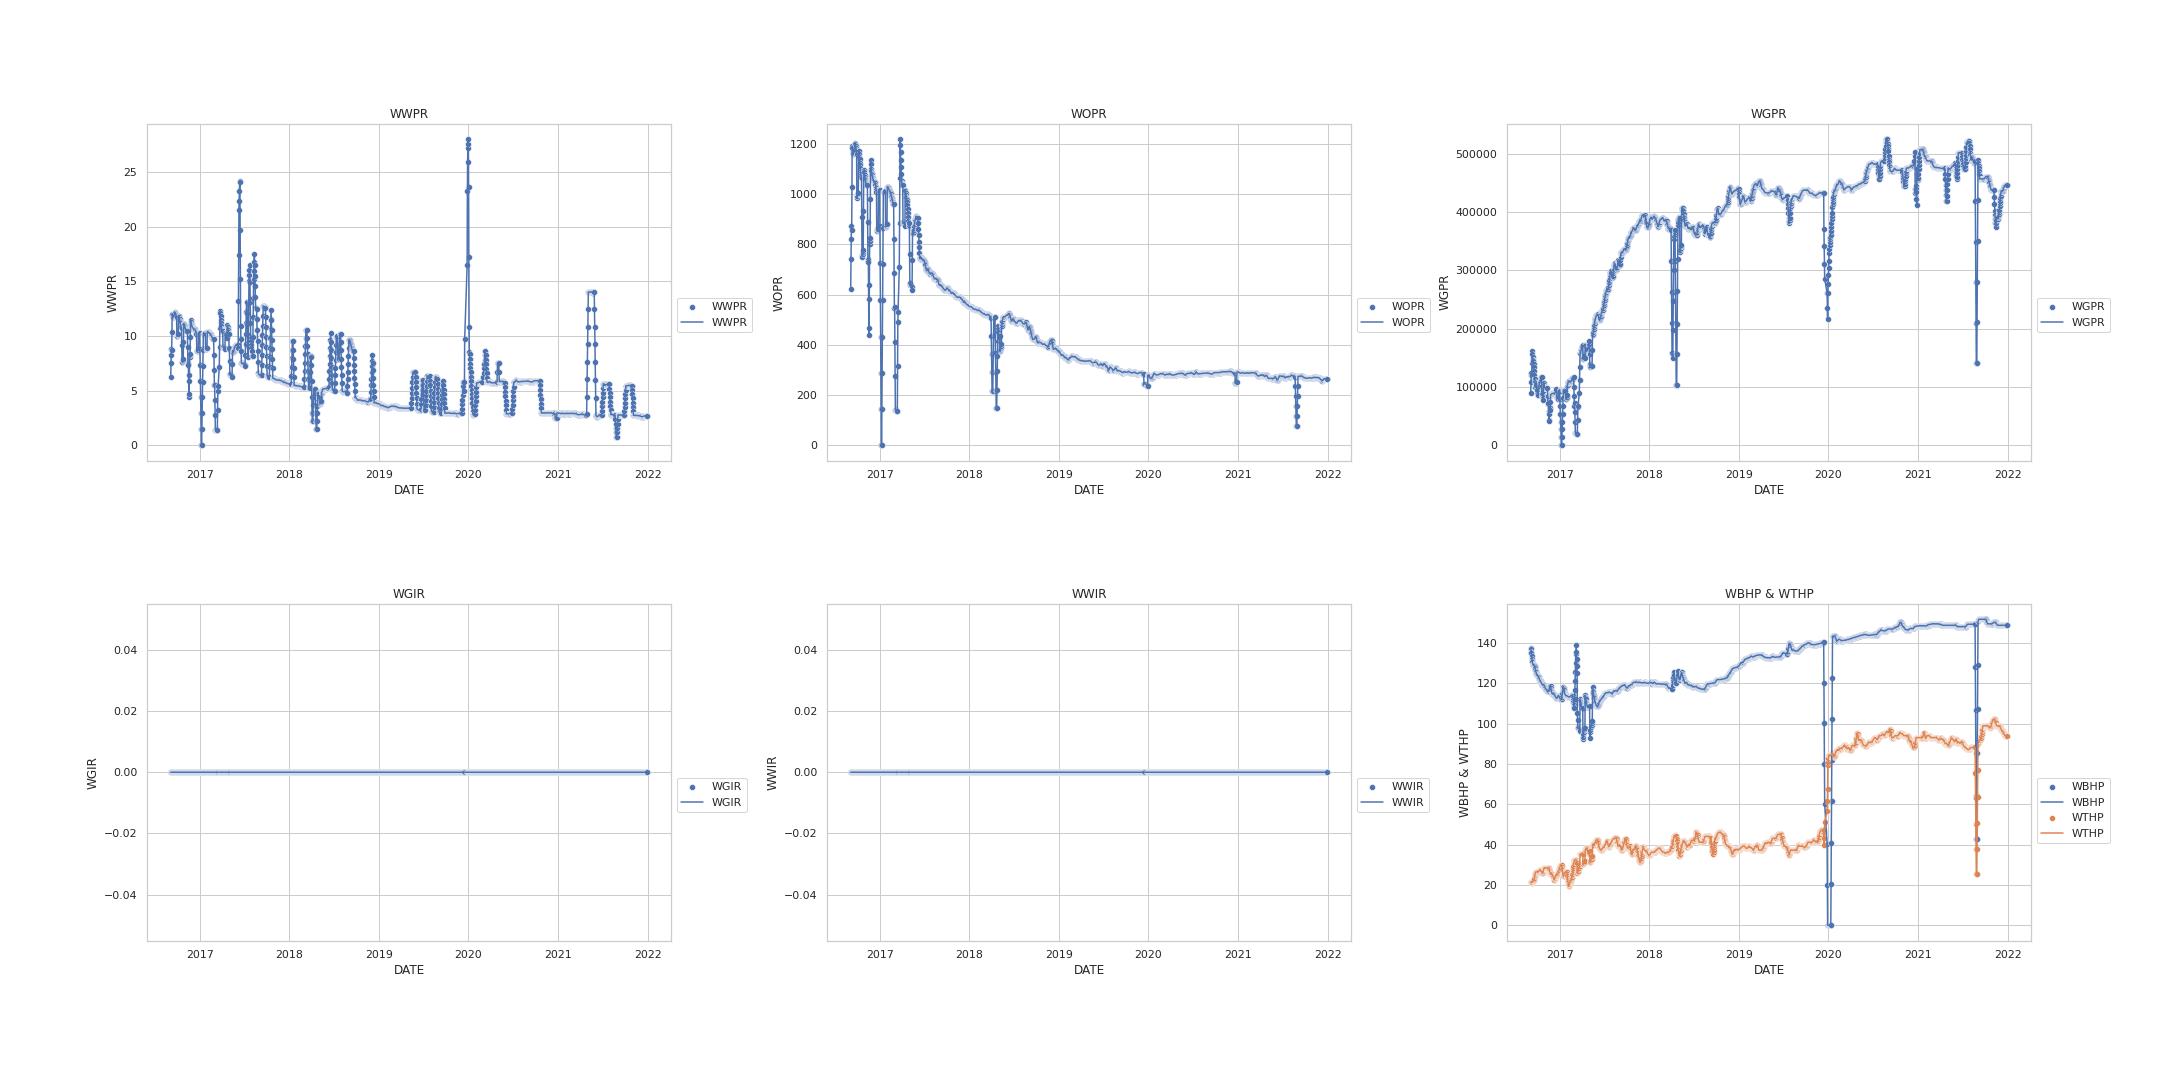 WWPR
WWPR
25
20
15
10
5
0
2017 2018 2019 2020 2021 2022
DATE
WWPR
WWPR
WOPR
WOPR
1200
1000
800
600
400
200
0
2017 2018 2019 2020 2021 2022
DATE
WOPR
WOPR
WGPR
WGPR
500000
400000
300000
200000
100000
0
2017 2018 2019 2020 2021 2022
DATE
WGPR
WGPR
WGIR
WGIR
0.04
0.02
0.00
−0.02
−0.04
2017 2018 2019 2020 2021 2022
DATE
WGIR
WGIR
WWIR
WWIR
0.04
0.02
0.00
−0.02
−0.04
2017 2018 2019 2020 2021 2022
DATE
WWIR
WWIR
WBHP & WTHP
WBHP & WTHP
140
120
100
80
60
40
20
0
2017 2018 2019 2020 2021 2022
DATE
WBHP
WBHP
WTHP
WTHP